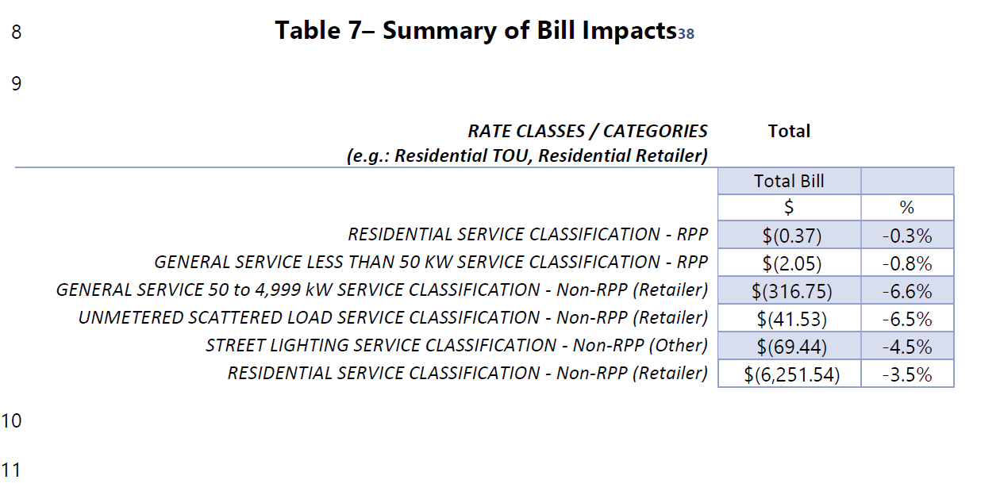 8 Table 7– Summary of Bill Impacts38
9
RATE CLASSES / CATEGORIES Total
(e.g.: Residential TOU, Residential Retailer)
Total Bill
$ %
RESIDENTIAL SERVICE CLASSIFICATION - RPP $(0.37) -0.3%
GENERAL SERVICE LESS THAN 50 KW SERVICE CLASSIFICATION - RPP $(2.05) -0.8%
GENERAL SERVICE 50 to 4,999 kW SERVICE CLASSIFICATION - Non-RPP (Retailer) $(316.75) -6.6%
UNMETERED SCATTERED LOAD SERVICE CLASSIFICATION - Non-RPP (Retailer) $(41.53) -6.5%
STREET LIGHTING SERVICE CLASSIFICATION - Non-RPP (Other) $(69.44) -4.5%
RESIDENTIAL SERVICE CLASSIFICATION - Non-RPP (Retailer) $(6,251.54) -3.5%
10
11